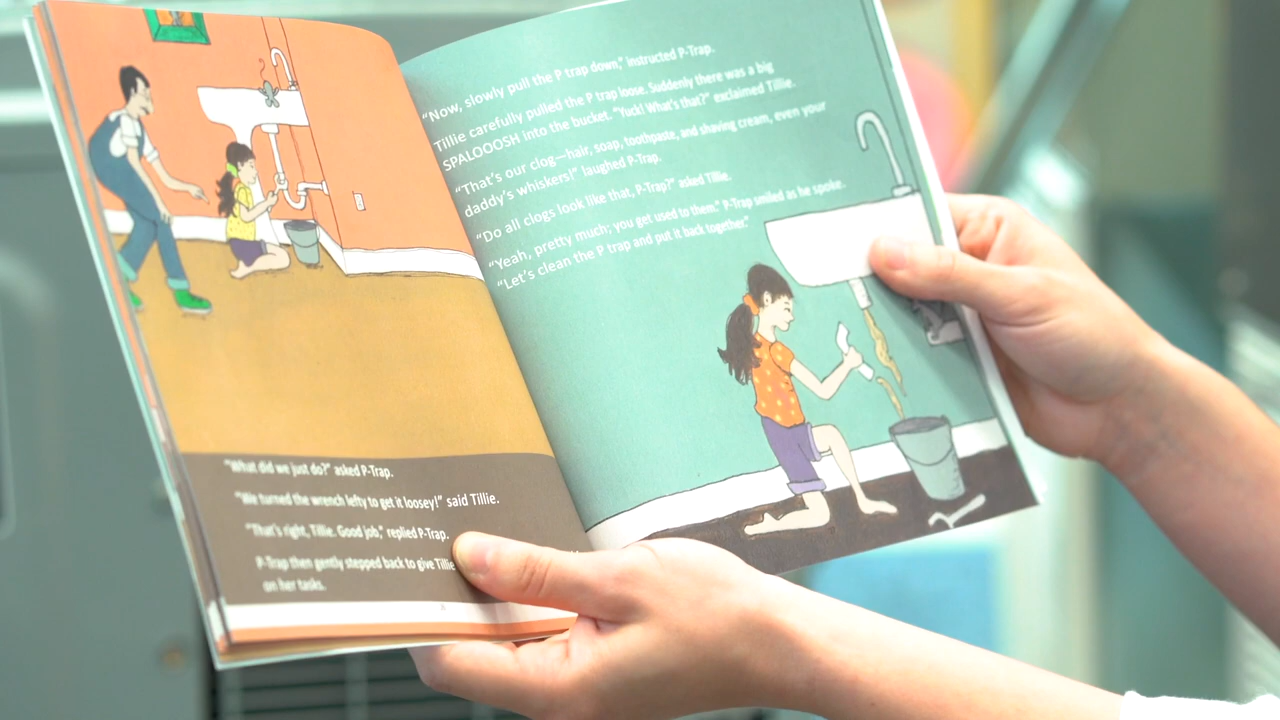 "What did we just do?" asked P-Trap.
"We turned the wrench lefty to get it loosey!" said Tillie.
"That's right, Tillie. Good job," replied P-Trap.
P-Trap then gently stepped back to give Tillie
on her tasks.
"Now, slowly pull the P trap down," instructed P-Trap.
Tillie carefully pulled the P trap loose. Suddenly there was a big
SPALOOOSH into the bucket. "Yuck! What's that?" exclaimed Tillie.
"That's our clog—hair, soap, toothpaste, and shaving cream, even your
daddy's whiskers!" laughed P-Trap.
"Do all clogs look like that, P-Trap?" asked Tillie.
"Yeah, pretty much; you get used to them." P-Trap smiled as he spoke.
"Let's clean the P trap and put it back together."